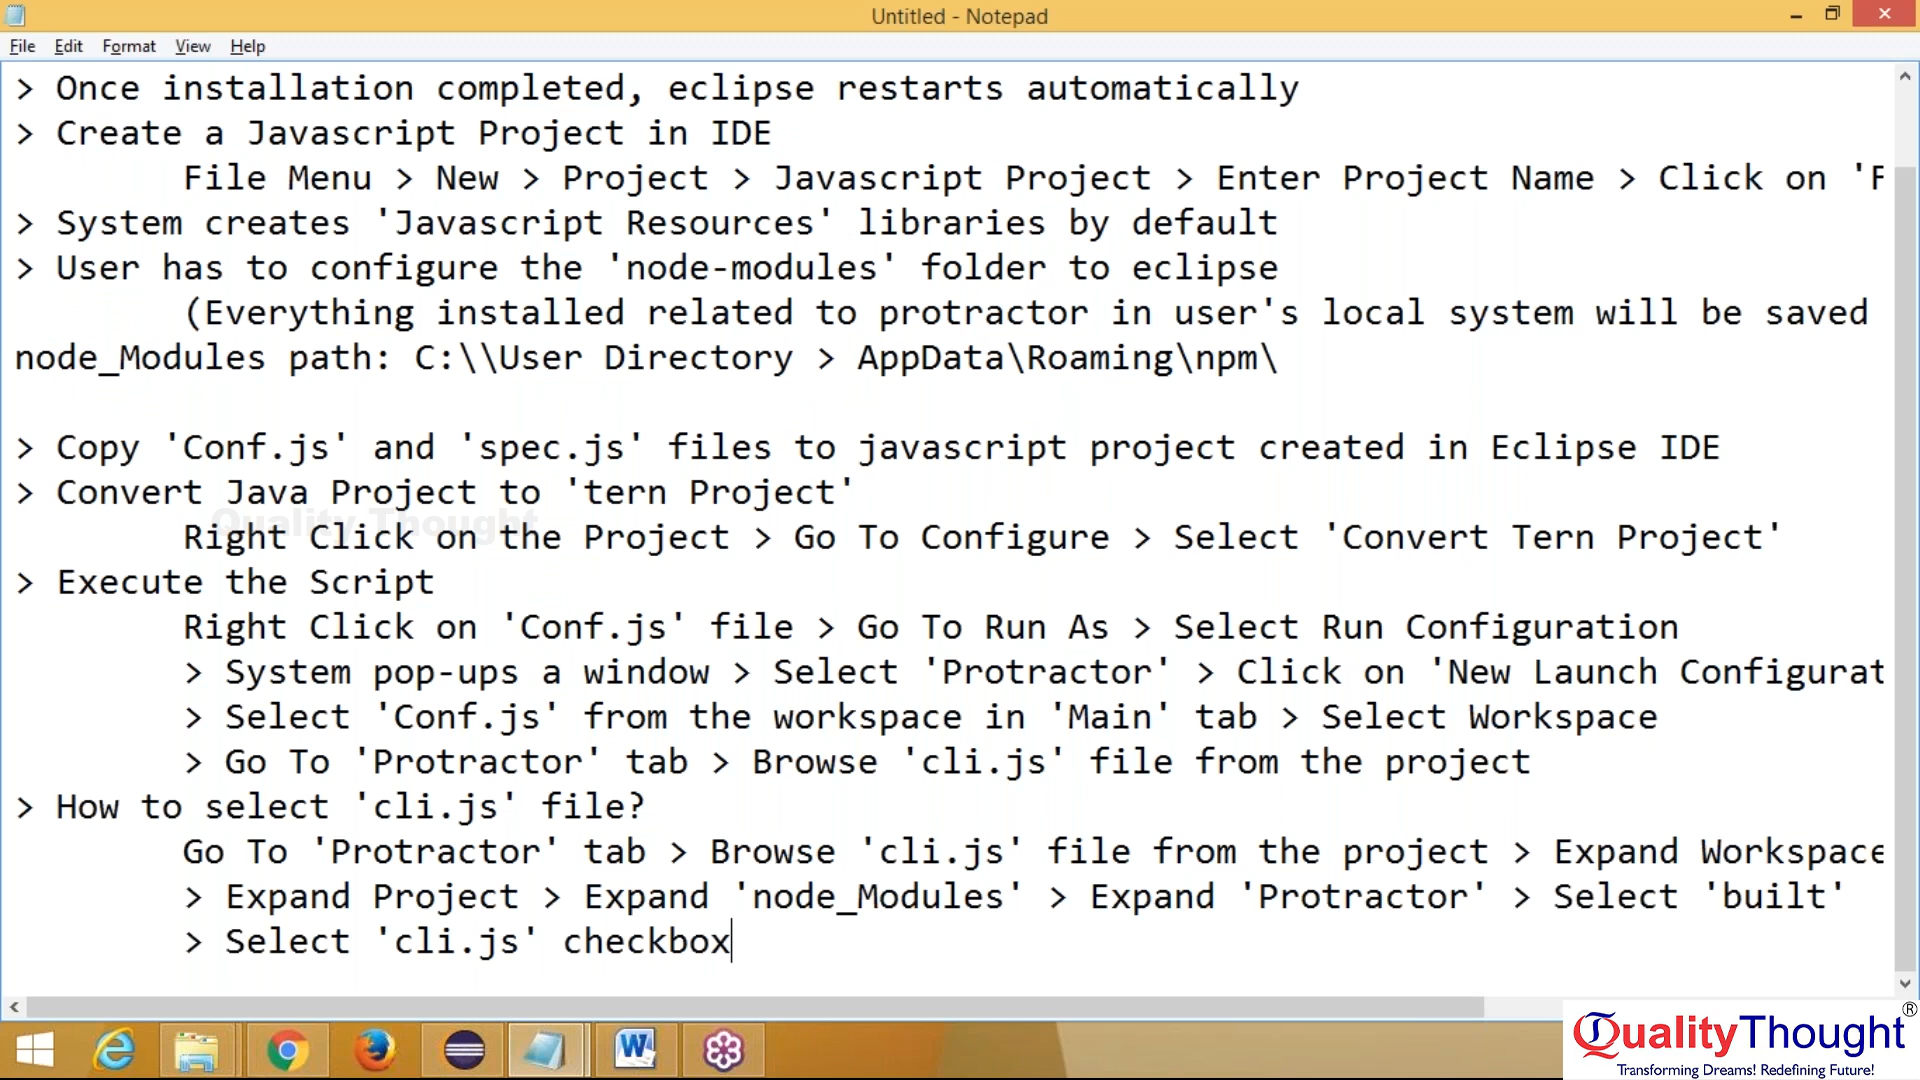 Untitled - Notepad
File Edit Format View Help
> Once installation completed, eclipse restarts automatically
> Create a Javascript Project in IDE
File Menu > New > Project > Javascript Project > Enter Project Name > Click on 'F
> System creates 'Javascript Resources' libraries by default
> User has to configure the 'node-modules' folder to eclipse
(Everything installed related to protractor in user's local system will be saved
node_Modules path: C:\\User Directory > AppData\Roaming\npm\
> Copy 'Conf.js' and 'spec.js' files to javascript project created in Eclipse IDE
> Convert Java Project to 'tern Project'
Quality Thought
Right Click on the Project > Go To Configure > Select 'Convert Tern Project'
> Execute the Script
Right Click on 'Conf.js' file > Go To Run As > Select Run Configuration
> System pop-ups a window > Select 'Protractor' > Click on 'New Launch Configurat
> Select 'Conf.js' from the workspace in 'Main' tab > Select Workspace
> Go To 'Protractor' tab > Browse 'cli.js' file from the project
> How to select 'cli.js' file?
Go To 'Protractor' tab > Browse 'cli.js' file from the project > Expand Workspace
> Expand Project > Expand 'node_Modules' > Expand 'Protractor' > Select 'built'
> Select 'cli.js' checkbox
QualityThought®
Transforming Dreams! Redefining Future!